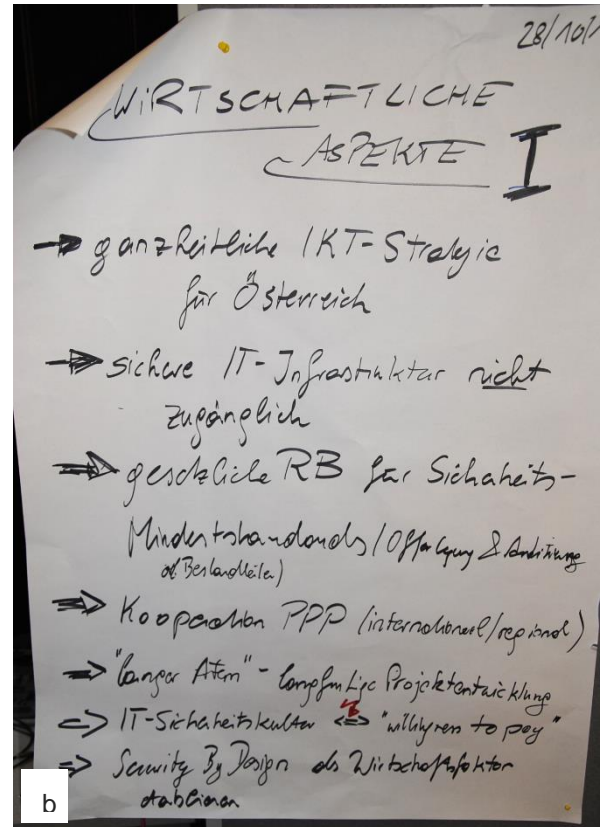 28/10/
WIRTSCHAFTLICHE
ASPEKTE I
→ ganzheitliche IKT-Strategie
für Österreich
→ sichere IT-Infrastruktur nicht
zugänglich
⇒ gesetzliche RB für Sicherheits-
Mindeststandards / Offenlegung & Auditierung
Bestandteile)
⇒ Kooperation PPP (international/regional)
⇒ "langer Atem" - langfristige Projektentwicklung
⇒ IT-Sicherheitskultur <=> "willingness to pay"
⇒ Security By Design als Wirtschaftsfaktor
etablieren
b